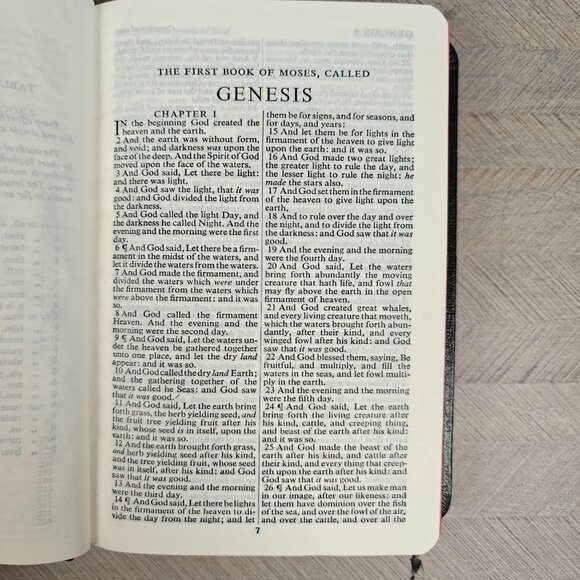 THE FIRST BOOK OF MOSES, CALLED
GENESIS
CHAPTER 1
IN the beginning God created the
heaven and the earth.
2 And the earth was without form,
and void; and darkness was upon the
face of the deep. And the Spirit of God
moved upon the face of the waters.
3 And God said, Let there be light:
and there was light.
4 And God saw the light, that it was
good: and God divided the light from
the darkness.
5 And God called the light Day, and
the darkness he called Night. And the
evening and the morning were the first
day.
6 ¶ And God said, Let there be a firm-
ament in the midst of the waters, and
let it divide the waters from the waters.
7 And God made the firmament, and
divided the waters which were under
the firmament from the waters which
were above the firmament: and it was
so.
8 And God called the firmament
Heaven. And the evening and the
morning were the second day.
9 ¶ And God said, Let the waters un-
der the heaven be gathered together
unto one place, and let the dry land
appear: and it was so.
10 And God called the dry land Earth;
and the gathering together of the
waters called he Seas: and God saw
that it was good.
11 And God said, Let the earth bring
forth grass, the herb yielding seed, and
the fruit tree yielding fruit after his
kind, whose seed is in itself, upon the
earth: and it was so.
12 And the earth brought forth grass,
and herb yielding seed after his kind,
and the tree yielding fruit, whose seed
was in itself, after his kind: and God
saw that it was good.
13 And the evening and the morning
were the third day.
14 ¶ And God said, Let there be lights
in the firmament of the heaven to di-
vide the day from the night; and let
them be for signs, and for seasons, and
for days, and years:
15 And let them be for lights in the
firmament of the heaven to give light
upon the earth: and it was so.
16 And God made two great lights;
the greater light to rule the day, and
the lesser light to rule the night: he
made the stars also.
17 And God set them in the firmament
of the heaven to give light upon the
earth,
18 And to rule over the day and over
the night, and to divide the light from
the darkness: and God saw that it was
good.
19 And the evening and the morning
were the fourth day.
20 And God said, Let the waters
bring forth abundantly the moving
creature that hath life, and fowl that
may fly above the earth in the open
firmament of heaven.
21 And God created great whales,
and every living creature that moveth,
which the waters brought forth abun-
dantly, after their kind, and every
winged fowl after his kind: and God
saw that it was good.
22 And God blessed them, saying, Be
fruitful, and multiply, and fill the
waters in the seas, and let fowl multi-
ply in the earth.
23 And the evening and the morning
were the fifth day.
24 ¶ And God said, Let the earth
bring forth the living creature after
his kind, cattle, and creeping thing,
and beast of the earth after his kind:
and it was so.
25 And God made the beast of the
earth after his kind, and cattle after
their kind, and every thing that creep-
eth upon the earth after his kind: and
God saw that it was good.
26 ¶ And God said, Let us make man
in our image, after our likeness: and let
them have dominion over the fish
of the sea, and over the fowl of the air,
and over the cattle, and over all the
7